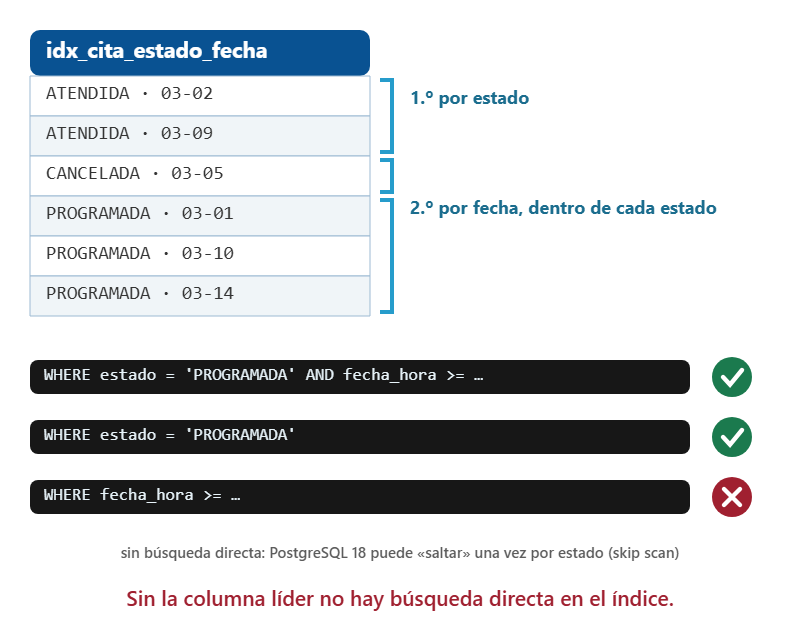 idx_cita_estado_fecha
ATENDIDA · 03-02
ATENDIDA · 03-09
CANCELADA · 03-05
PROGRAMADA · 03-01
PROGRAMADA · 03-10
PROGRAMADA · 03-14
1.º por estado
2.º por fecha, dentro de cada estado
WHERE estado = 'PROGRAMADA' AND fecha_hora >= …
WHERE estado = 'PROGRAMADA'
WHERE fecha_hora >= …
sin búsqueda directa: PostgreSQL 18 puede «saltar» una vez por estado (skip scan)
Sin la columna líder no hay búsqueda directa en el índice.